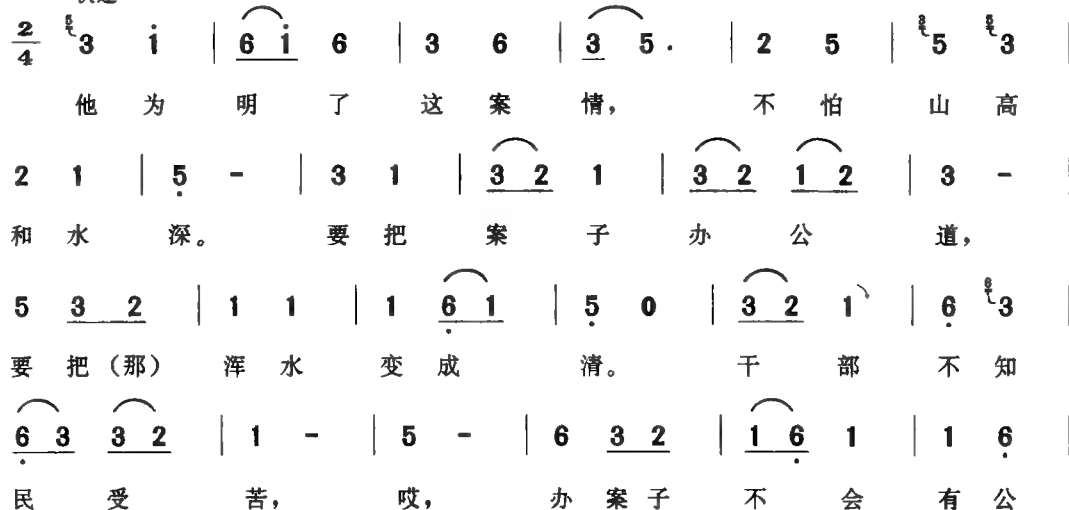 2/4 3 i | 6 i 6 | 3 6 | 3 5. | 2 5 | 5 3 |
他为 明 了 这案 情， 不怕 山高
2 1 | 5 - | 3 1 | 3 2 1 | 3 2 1 2 | 3 -
和水 深。 要把 案 子 办 公 道，
5 3 2 | 1 1 | 1 6 1 | 5 0 | 3 2 1 | 6 3
要把（那） 浑水 变成 清。 干 部 不知
6 3 3 2 | 1 - | 5 - | 6 3 2 | 1 6 1 | 1 6 |
民 受 苦， 哎， 办案子 不 会 有公